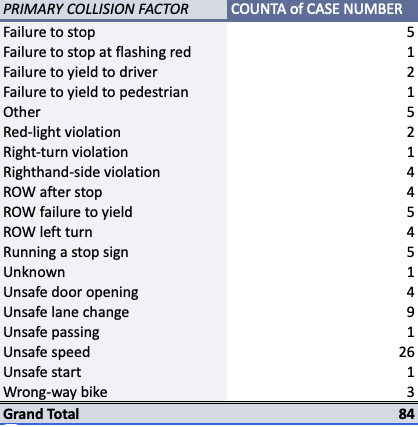 PRIMARY COLLISION FACTOR COUNTA of CASE NUMBER
Failure to stop 5
Failure to stop at flashing red 1
Failure to yield to driver 2
Failure to yield to pedestrian 1
Other 5
Red-light violation 2
Right-turn violation 1
Righthand-side violation 4
ROW after stop 4
ROW failure to yield 5
ROW left turn 4
Running a stop sign 5
Unknown 1
Unsafe door opening 4
Unsafe lane change 9
Unsafe passing 1
Unsafe speed 26
Unsafe start 1
Wrong-way bike 3
Grand Total 84